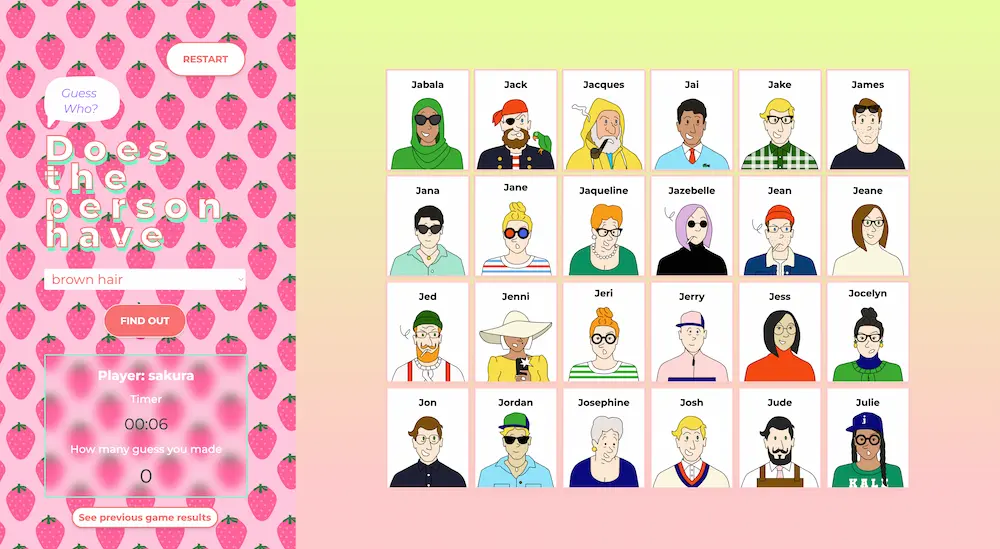 RESTART
Guess
Who?
Does
the
person
have
brown hair
FIND OUT
Player: sakura
Timer
00:06
How many guess you made
0
See previous game results
Jabala
Jack
Jacques
Jai
Jake
James
Jana
Jane
Jaqueline
Jazebelle
Jean
Jeane
Jed
Jenni
Jeri
Jerry
Jess
Jocelyn
Jon
Jordan
Josephine
Josh
Jude
Julie
j